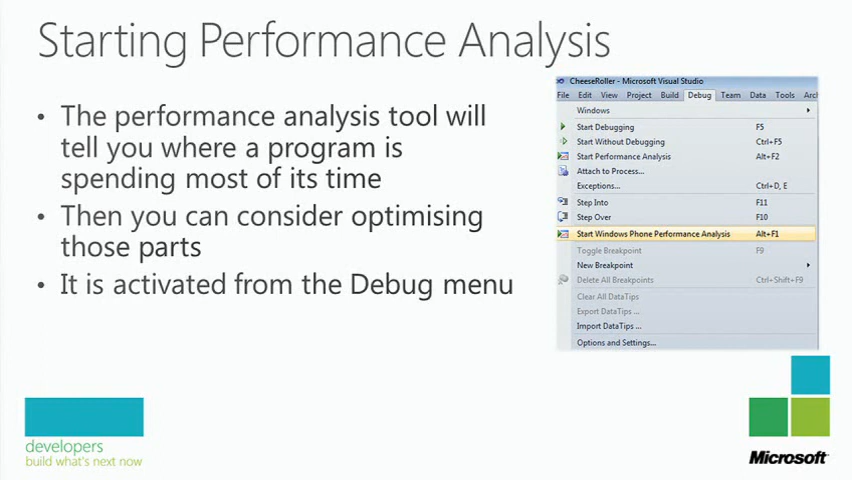 Starting Performance Analysis
• The performance analysis tool will
tell you where a program is
spending most of its time
• Then you can consider optimising
those parts
• It is activated from the Debug menu
CheeseRoller - Microsoft Visual Studio
File Edit View Project Build Debug Team Data Tools Arc
Windows
Start Debugging F5
Start Without Debugging Ctrl+F5
Start Performance Analysis Alt+F2
Attach to Process...
Exceptions... Ctrl+D, E
Step Into F11
Step Over F10
Start Windows Phone Performance Analysis Alt+F1
Toggle Breakpoint F9
New Breakpoint
Delete All Breakpoints Ctrl+Shift+F9
Clear All DataTips
Export DataTips ...
Import DataTips ...
Options and Settings...
developers
build what's next now
Microsoft